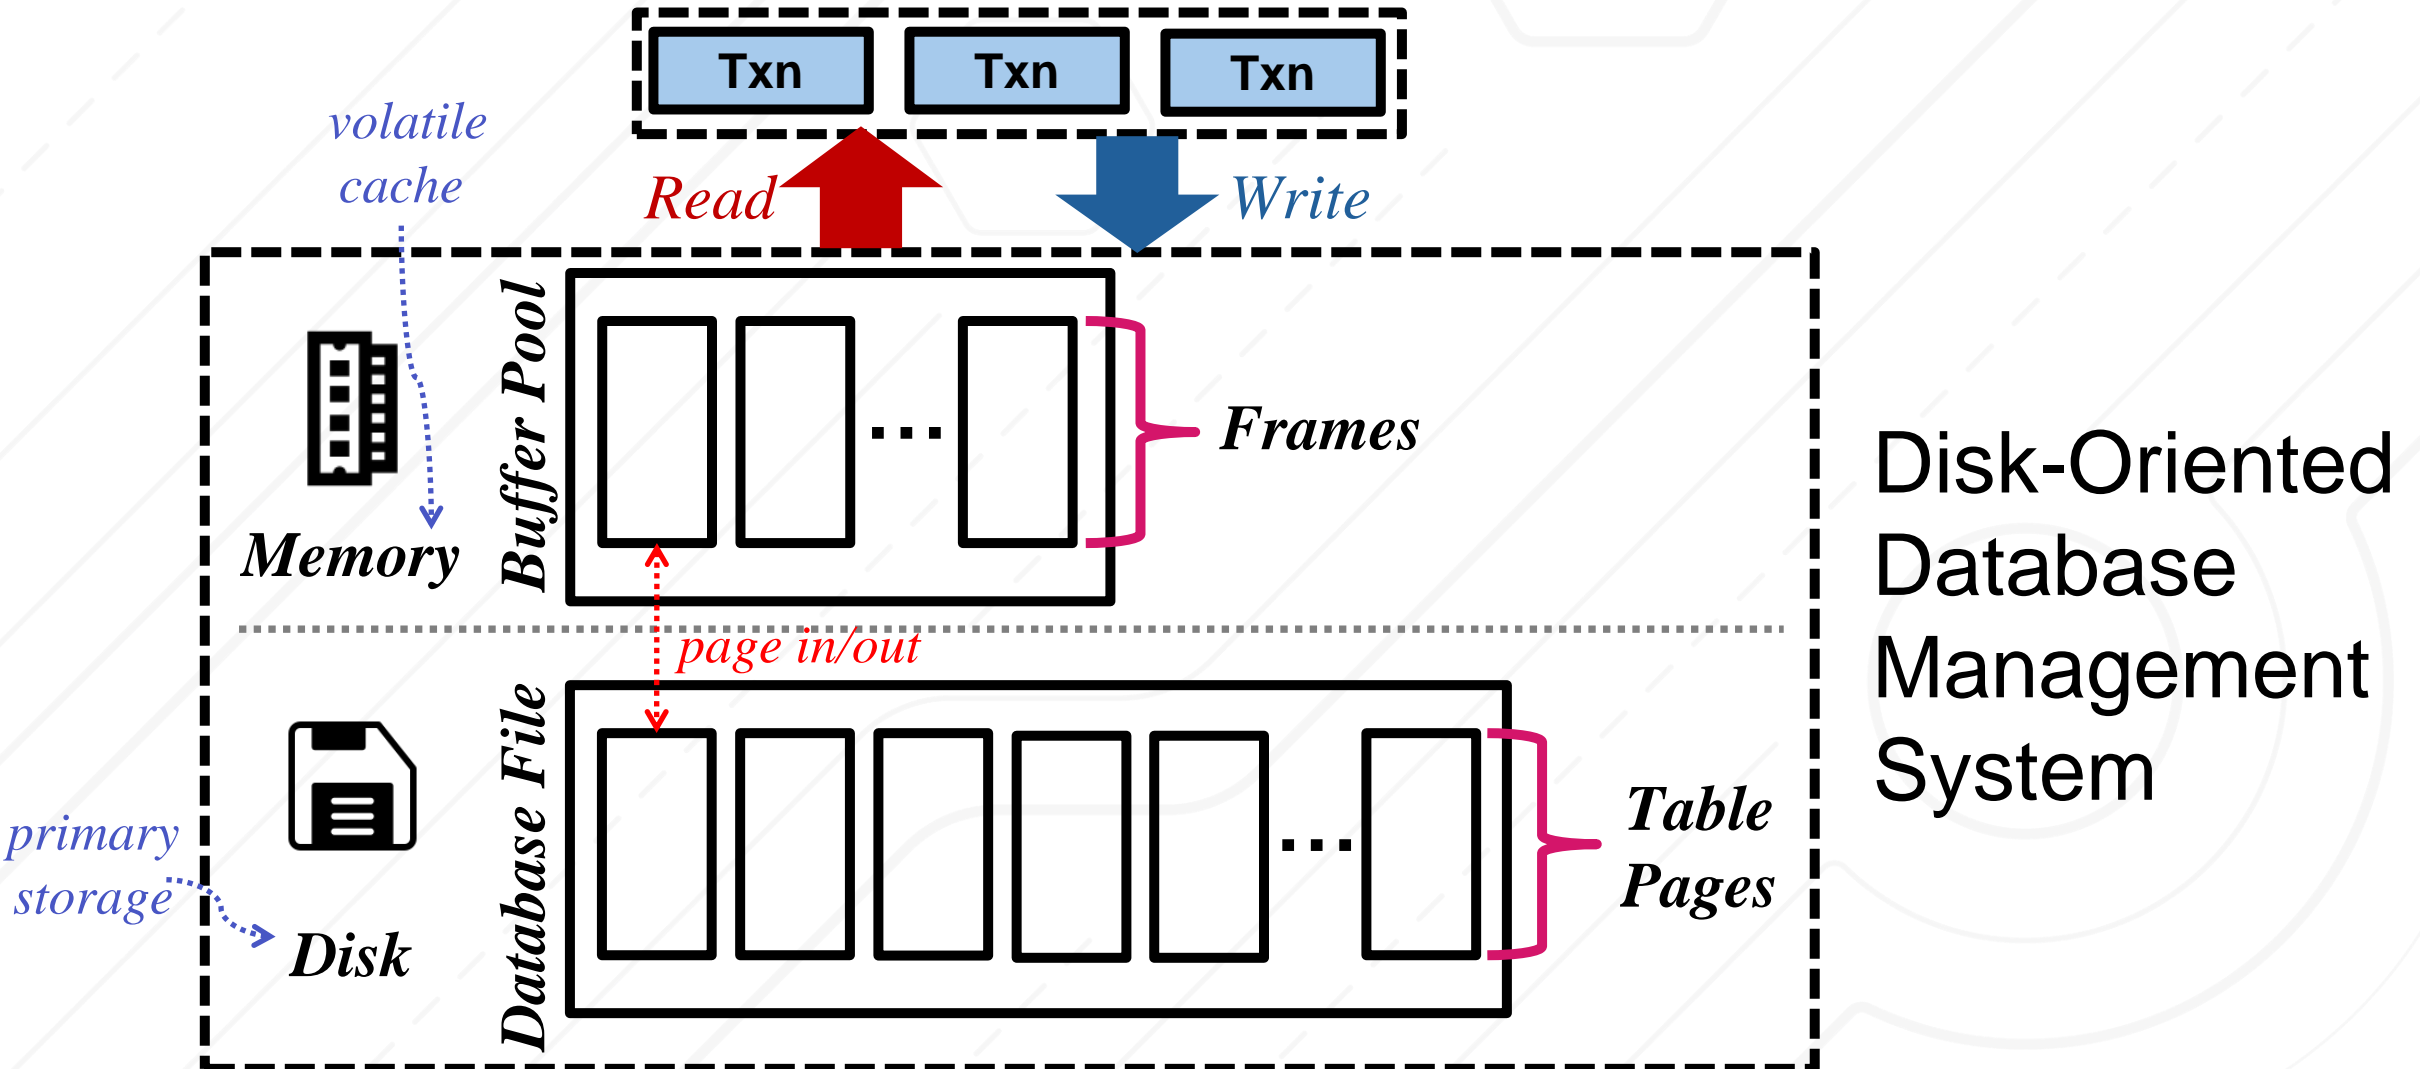 Txn
Txn
Txn
volatile
cache
Read
Write
Buffer Pool
Frames
Memory
page in/out
Database File
Table
Pages
primary
storage
Disk
Disk-Oriented
Database
Management
System